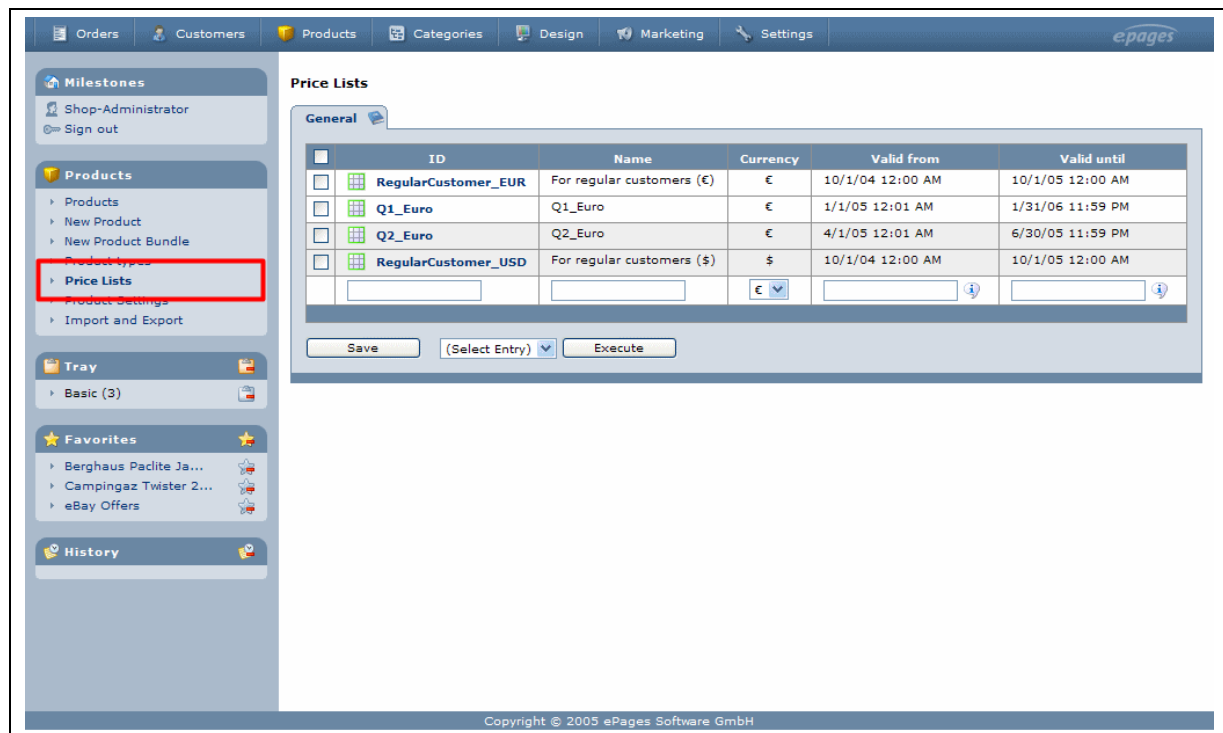 Orders Customers Products Categories Design Marketing Settings epages
Milestones
Shop-Administrator
Sign out
Products
Products
New Product
New Product Bundle
Product types
Price Lists
Product Settings
Import and Export
Tray
Basic (3)
Favorites
Berghaus Paclite Ja...
Campingaz Twister 2...
eBay Offers
History
Price Lists
General
ID Name Currency Valid from Valid until
RegularCustomer_EUR For regular customers (€) € 10/1/04 12:00 AM 10/1/05 12:00 AM
Q1_Euro Q1_Euro € 1/1/05 12:01 AM 1/31/06 11:59 PM
Q2_Euro Q2_Euro € 4/1/05 12:01 AM 6/30/05 11:59 PM
RegularCustomer_USD For regular customers ($) $ 10/1/04 12:00 AM 10/1/05 12:00 AM
€
Save (Select Entry) Execute
Copyright © 2005 ePages Software GmbH